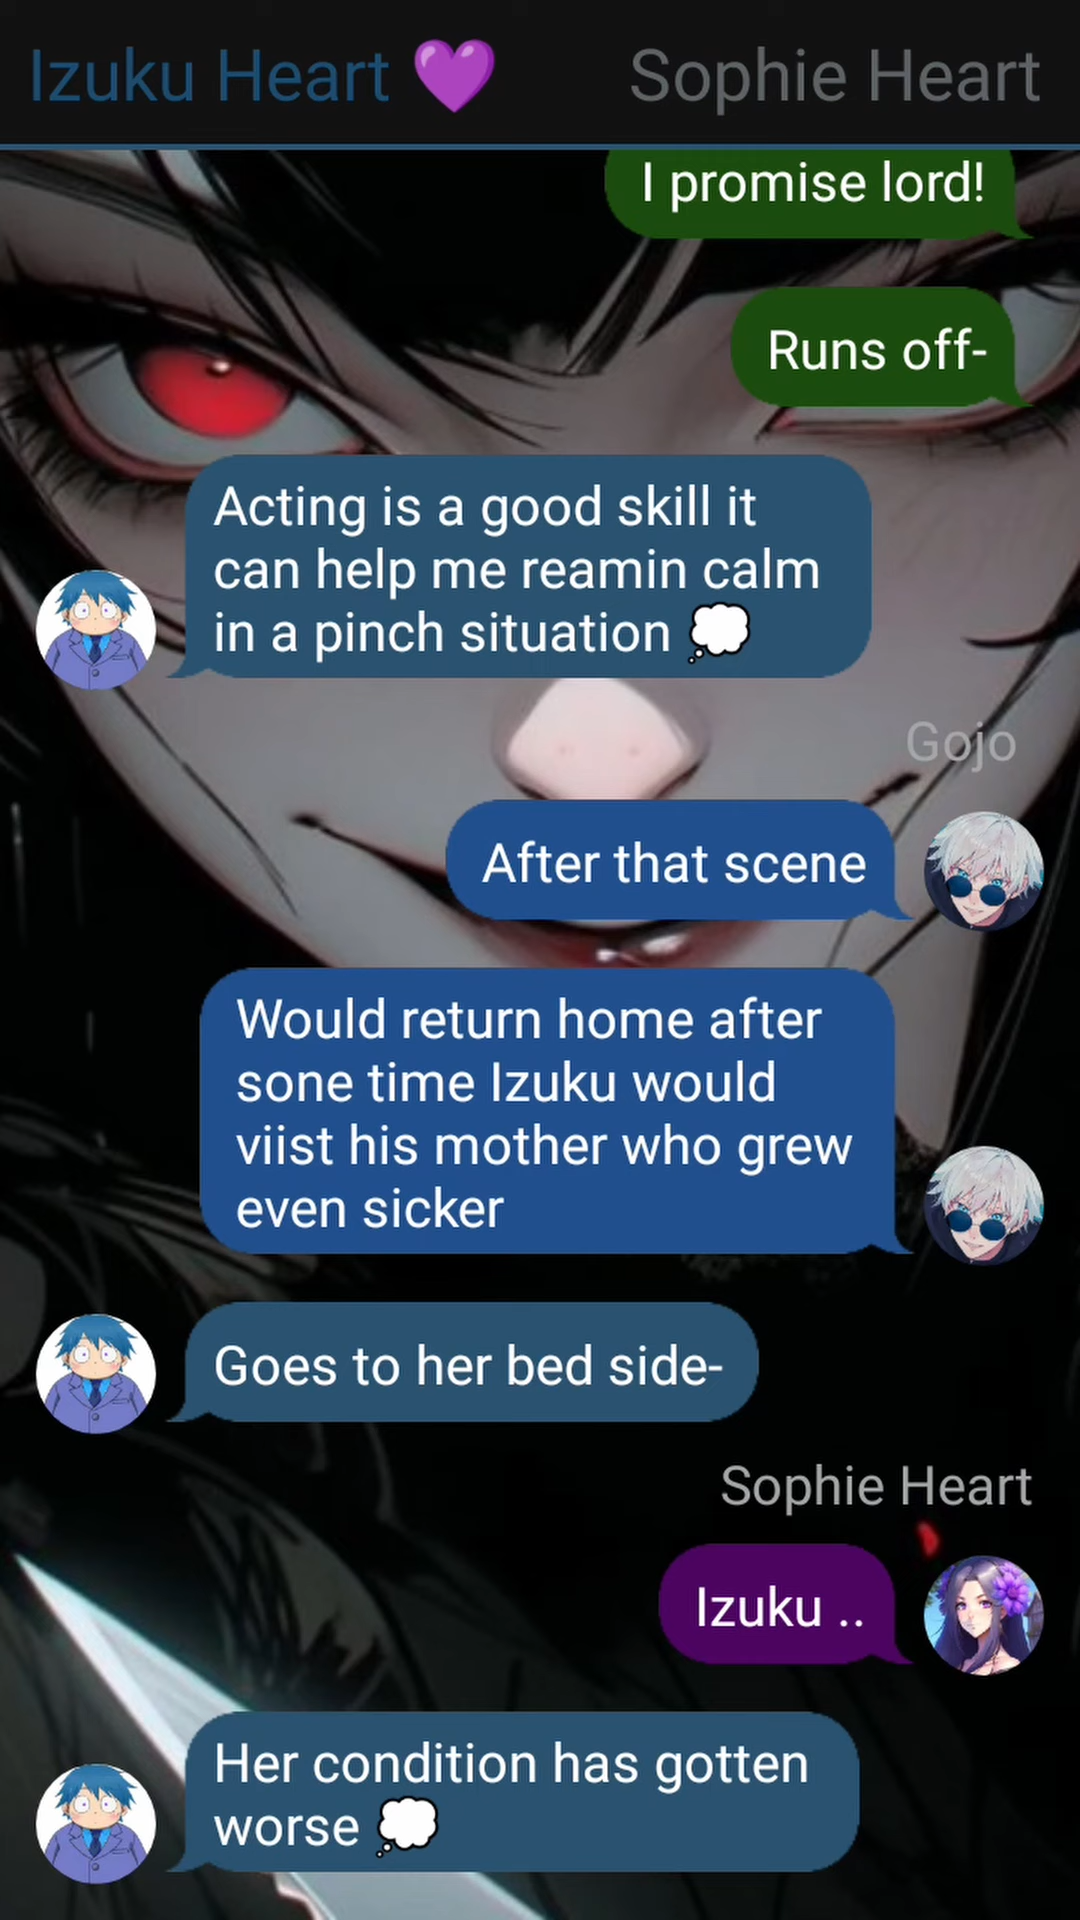 Izuku Heart 💜 Sophie Heart
I promise lord!
Runs off-
Acting is a good skill it
can help me reamin calm
in a pinch situation 💭
Gojo
After that scene
Would return home after
sone time Izuku would
viist his mother who grew
even sicker
Goes to her bed side-
Sophie Heart
Izuku ..
Her condition has gotten
worse 💭